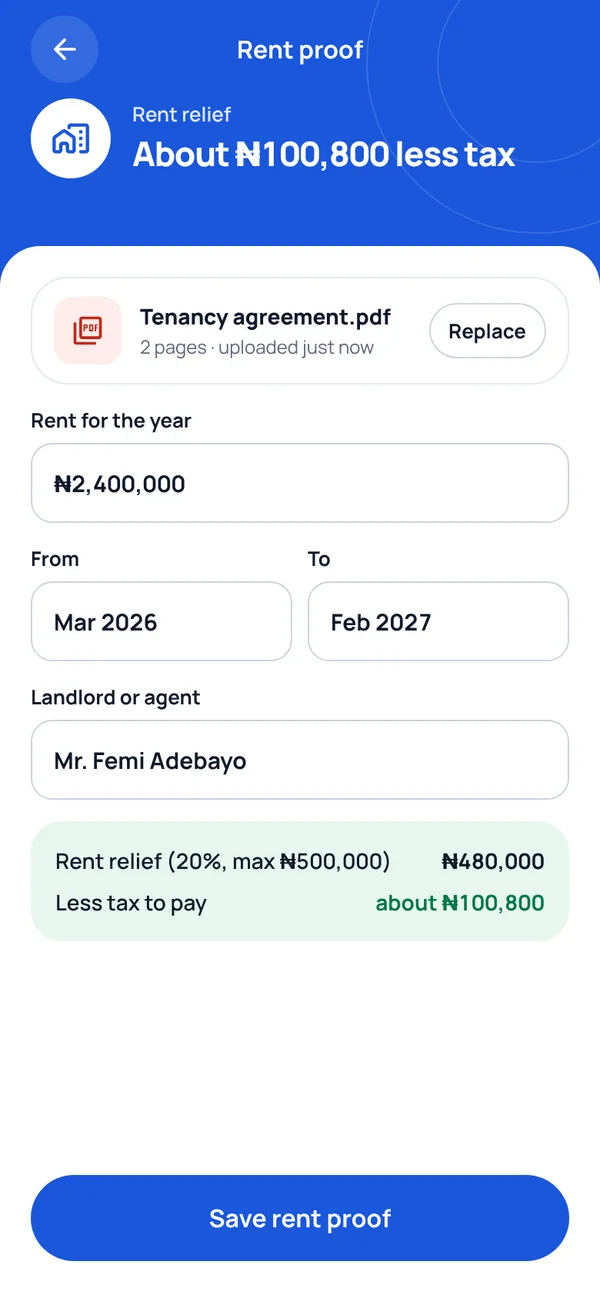 Rent proof
Rent relief
About ₦100,800 less tax
PDF
Tenancy agreement.pdf
2 pages · uploaded just now
Replace
Rent for the year
₦2,400,000
From
To
Mar 2026
Feb 2027
Landlord or agent
Mr. Femi Adebayo
Rent relief (20%, max ₦500,000)
₦480,000
Less tax to pay
about ₦100,800
Save rent proof